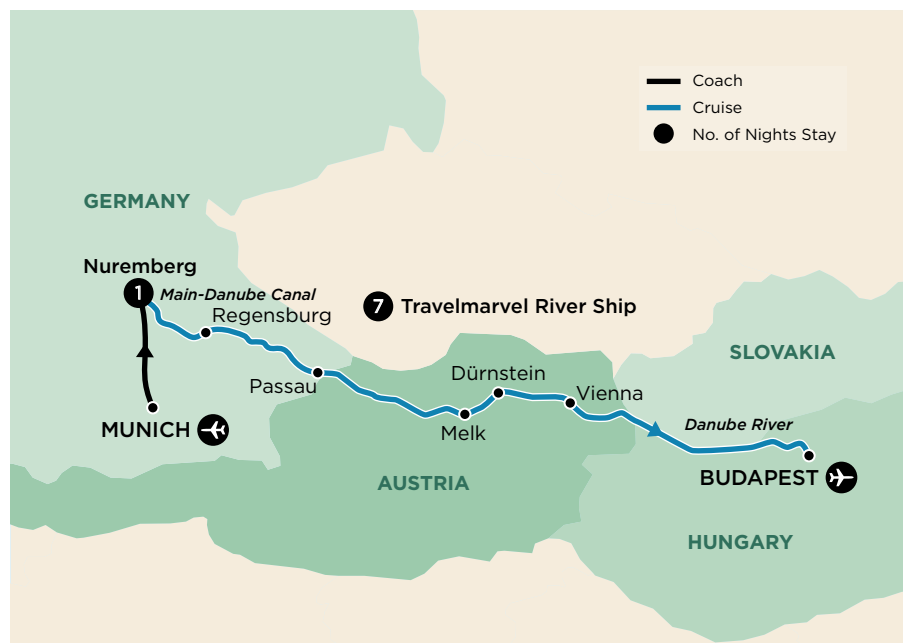 Coach
Cruise
No. of Nights Stay
GERMANY
Nuremberg
1
Main-Danube Canal
Regensburg
7 Travelmarvel River Ship
SLOVAKIA
Passau
Dürnstein
Vienna
MUNICH
Melk
Danube River
BUDAPEST
AUSTRIA
HUNGARY